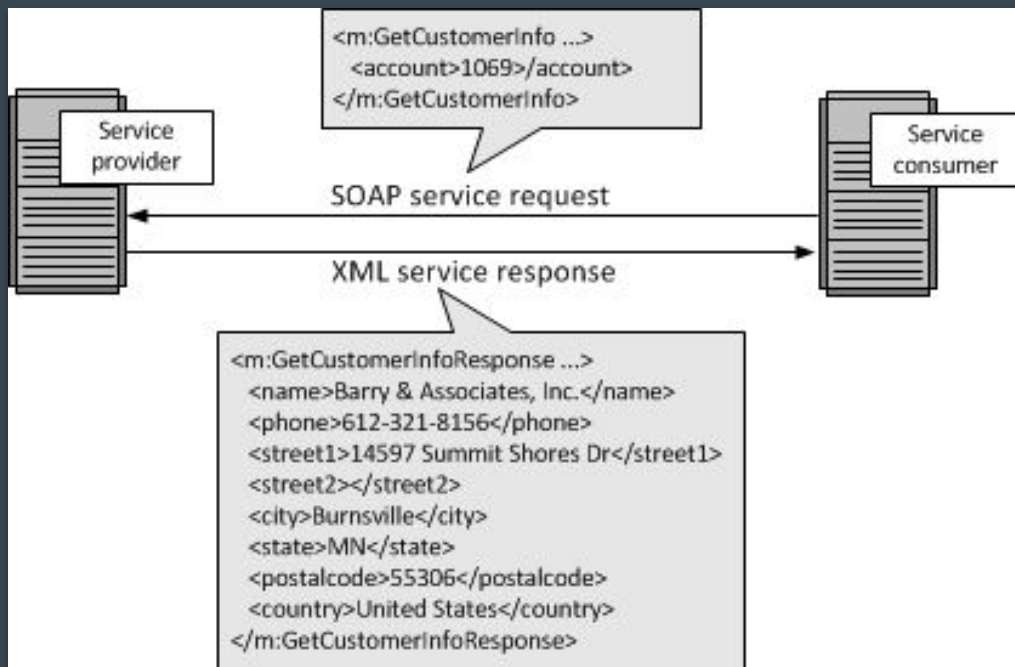 <m:GetCustomerInfo ...>
<account>1069>/account>
</m:GetCustomerInfo>
Service
provider
Service
consumer
SOAP service request
XML service response
<m:GetCustomerInfoResponse ...>
<name>Barry & Associates, Inc.</name>
<phone>612-321-8156</phone>
<street1>14597 Summit Shores Dr</street1>
<street2></street2>
<city>Burnsville</city>
<state>MN</state>
<postalcode>55306</postalcode>
<country>United States</country>
</m:GetCustomerInfoResponse>